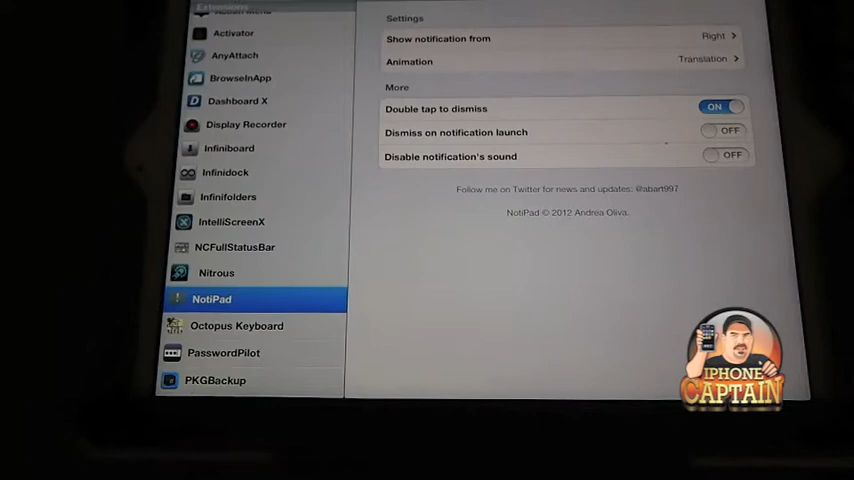 Extensions
Activator
AnyAttach
BrowseInApp
Dashboard X
Display Recorder
Infiniboard
Infinidock
Infinifolders
IntelliScreenX
NCFullStatusBar
Nitrous
NotiPad
Octopus Keyboard
PasswordPilot
PKGBackup
Settings
Show notification from Right
Animation Translation
More
Double tap to dismiss ON
Dismiss on notification launch OFF
Disable notification's sound OFF
Follow me on Twitter for news and updates: @abart997
NotiPad © 2012 Andrea Oliva.
IPHONE
CAPTAIN